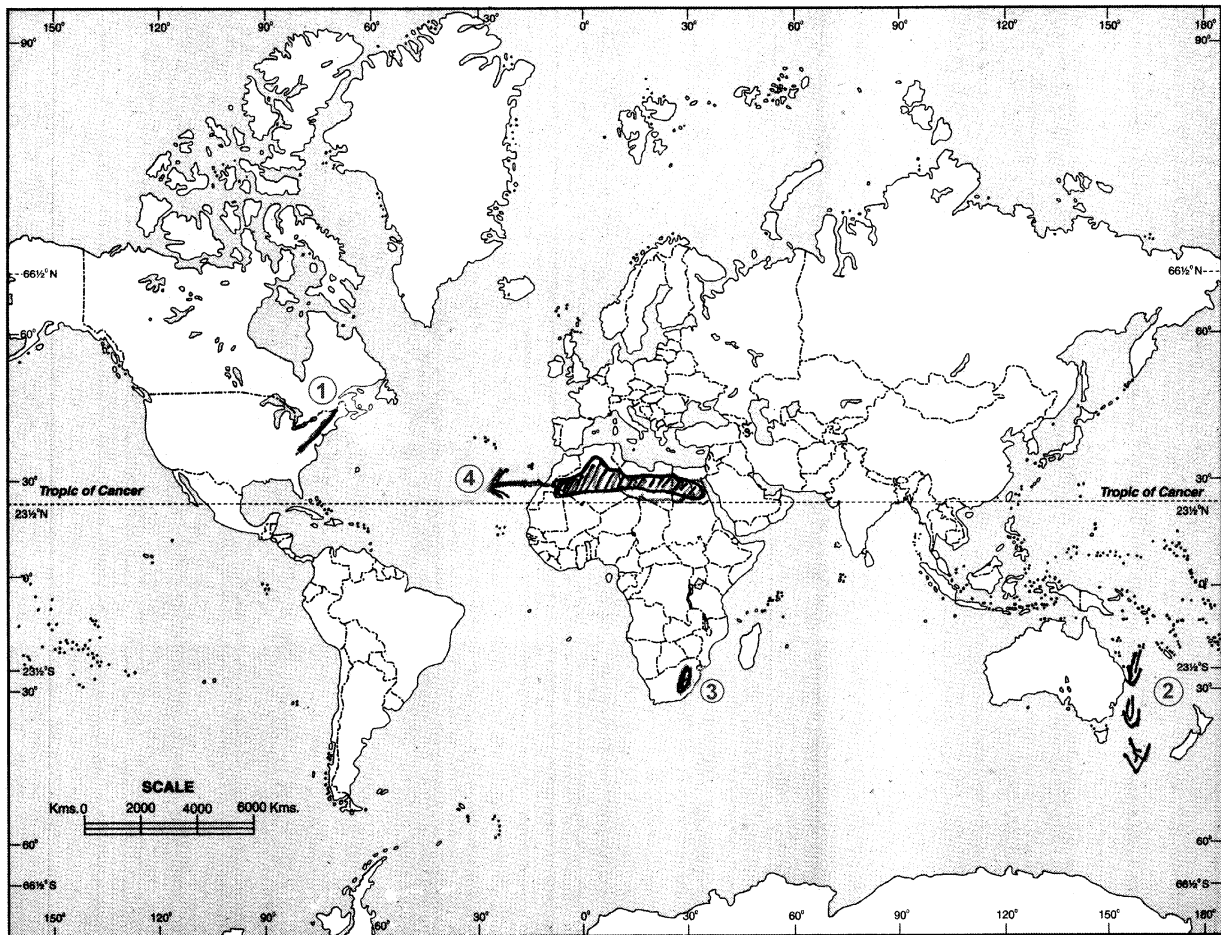 150° 120° 90° 60° 30° 0° 30° 60° 90° 120° 150° 180°
90° 90°
66½° N 66½° N
60° 60°
①
④
30° 30°
Tropic of Cancer Tropic of Cancer
23½° N 23½° N
0° 0°
23½° S 23½° S
30° 30°
③ ②
SCALE
Kms. 0 2000 4000 6000 Kms.
60° 60°
66½° S 66½° S
150° 120° 90° 60° 30° 0° 30° 60° 90° 120° 150° 180°